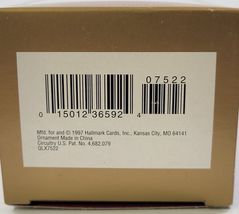 07522
0 15012 36592 4
Mfd. for and © 1997 Hallmark Cards, Inc., Kansas City, MO 64141
Ornament Made in China
Circuitry U.S. Pat. No. 4,682,079
QLX7522